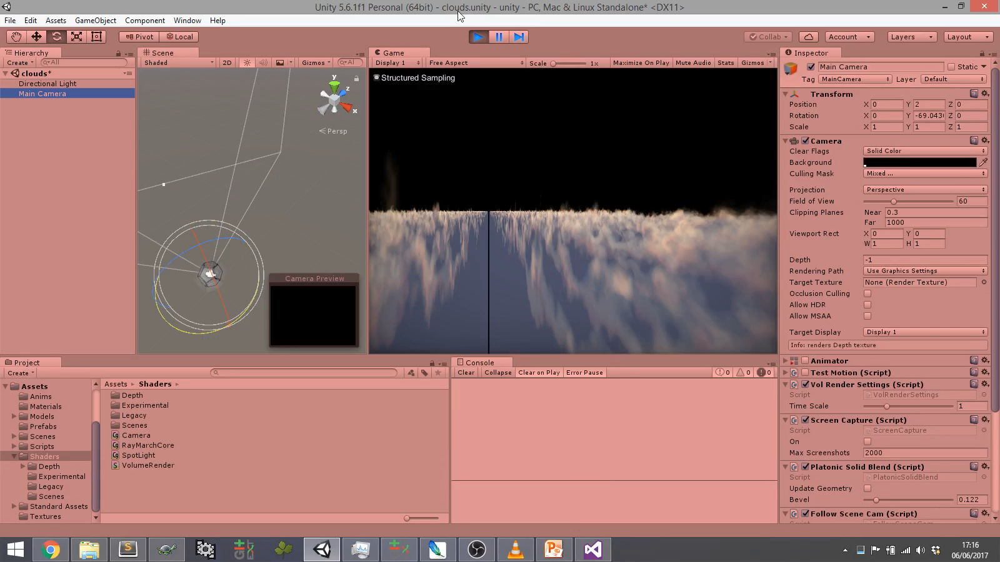 Unity 5.6.1f1 Personal (64bit) - clouds.unity - unity - PC, Mac & Linux Standalone* <DX11>
File Edit Assets GameObject Component Window Help
Pivot Local Collab Account Layers Layout
Hierarchy
Create All
clouds*
Directional Light
Main Camera
Scene
Shaded 2D Gizmos Al
y
z
x
Persp
Camera Preview
Game
Display 1 Free Aspect Scale 1x Maximize On Play Mute Audio Stats Gizmos
Structured Sampling
Inspector
Main Camera Static
Tag MainCamera Layer Default
Transform
Position X 0 Y 2 Z 0
Rotation X 0 Y -69.043 Z 0
Scale X 1 Y 1 Z 1
Camera
Clear Flags Solid Color
Background
Culling Mask Mixed ...
Projection Perspective
Field of View 60
Clipping Planes Near 0.3
Far 1000
Viewport Rect X 0 Y 0
W 1 H 1
Depth -1
Rendering Path Use Graphics Settings
Target Texture None (Render Texture)
Occlusion Culling
Allow HDR
Allow MSAA
Target Display Display 1
Info: renders Depth texture
Animator
Test Motion (Script)
Vol Render Settings (Script)
Script VolRenderSettings
Time Scale 1
Screen Capture (Script)
Script ScreenCapture
On
Max Screenshots 2000
Platonic Solid Blend (Script)
Script PlatonicSolidBlend
Update Geometry
Bevel 0.122
Follow Scene Cam (Script)
Project
Create
Assets
Anims
Materials
Models
Prefabs
Scenes
Scripts
Shaders
Depth
Experimental
Legacy
Scenes
Standard Assets
Textures
Assets Shaders
Depth
Experimental
Legacy
Scenes
Camera
RayMarchCore
SpotLight
VolumeRender
Console
Clear Collapse Clear on Play Error Pause 0 0 0
17:16
06/06/2017